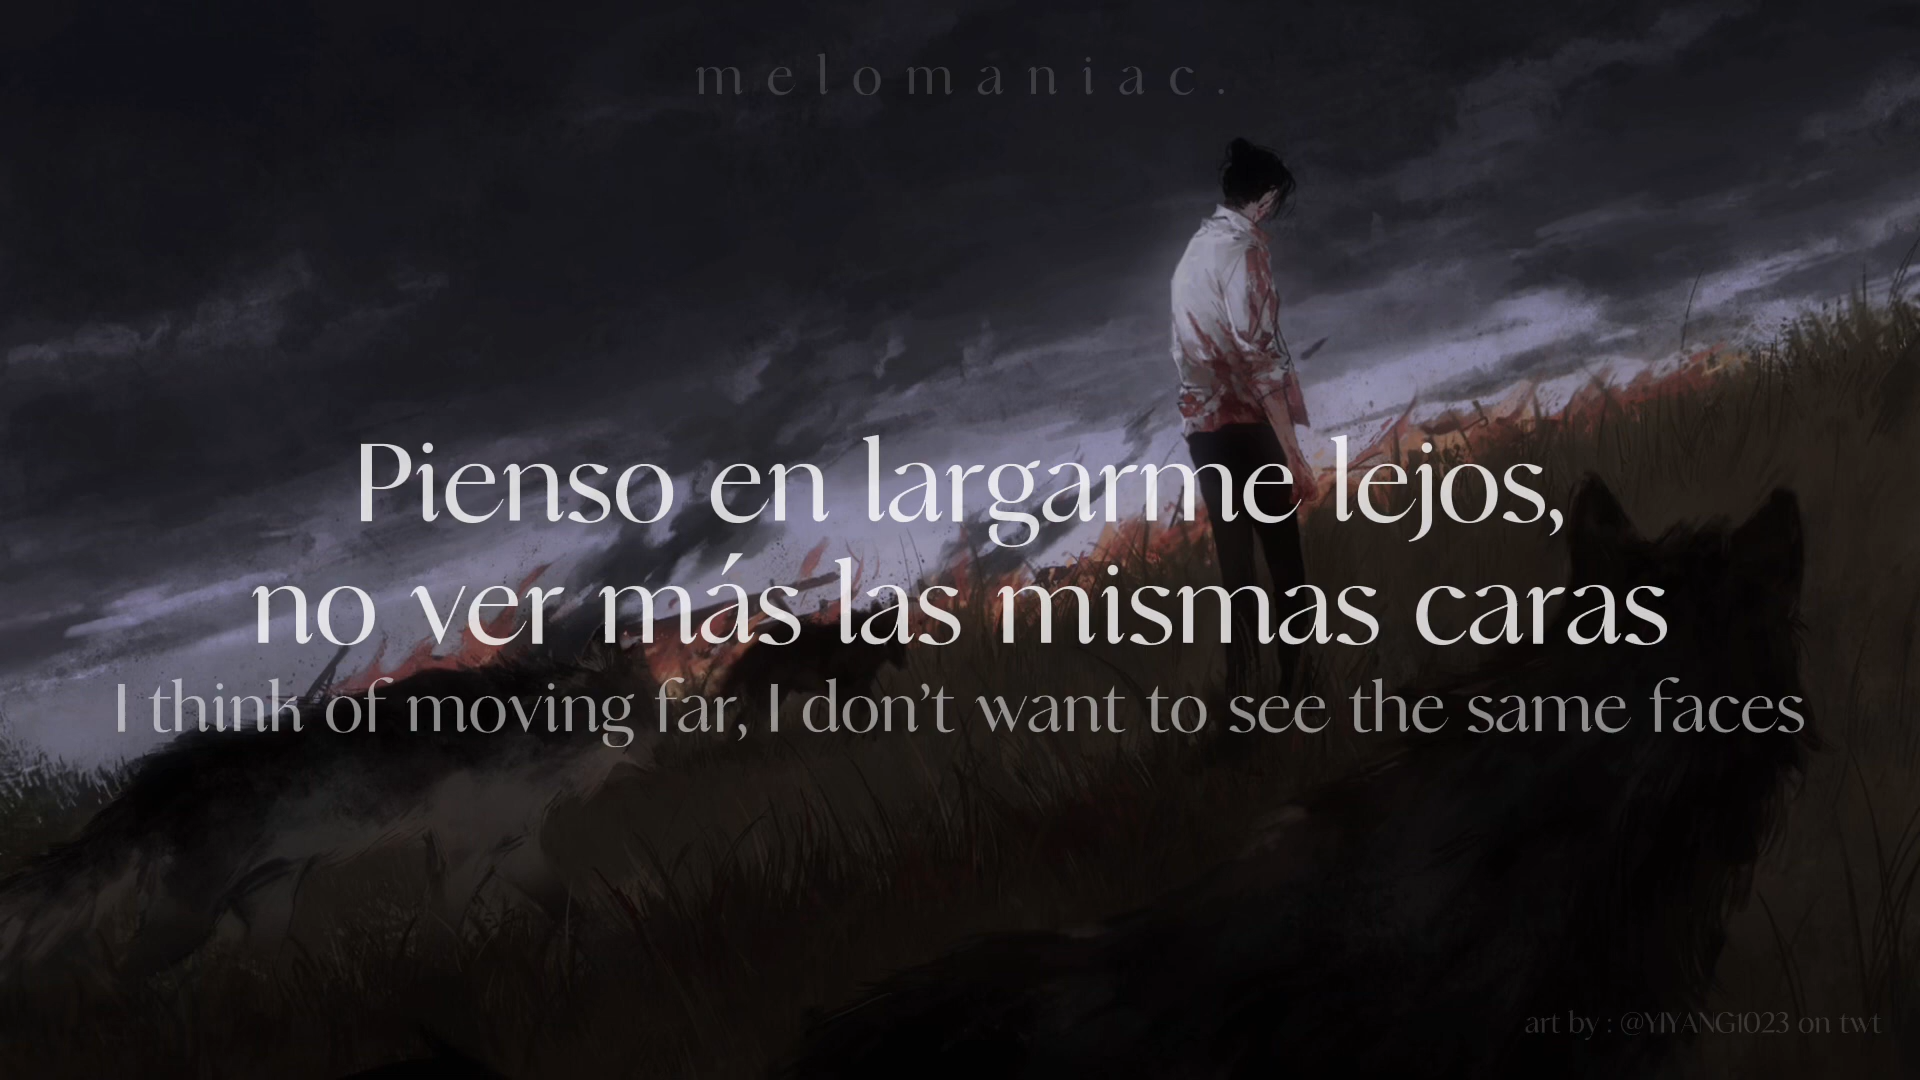 melomaniac.
Pienso en largarme lejos,
no ver más las mismas caras
I think of moving far, I don't want to see the same faces
art by : @YIYANG1023 on twt